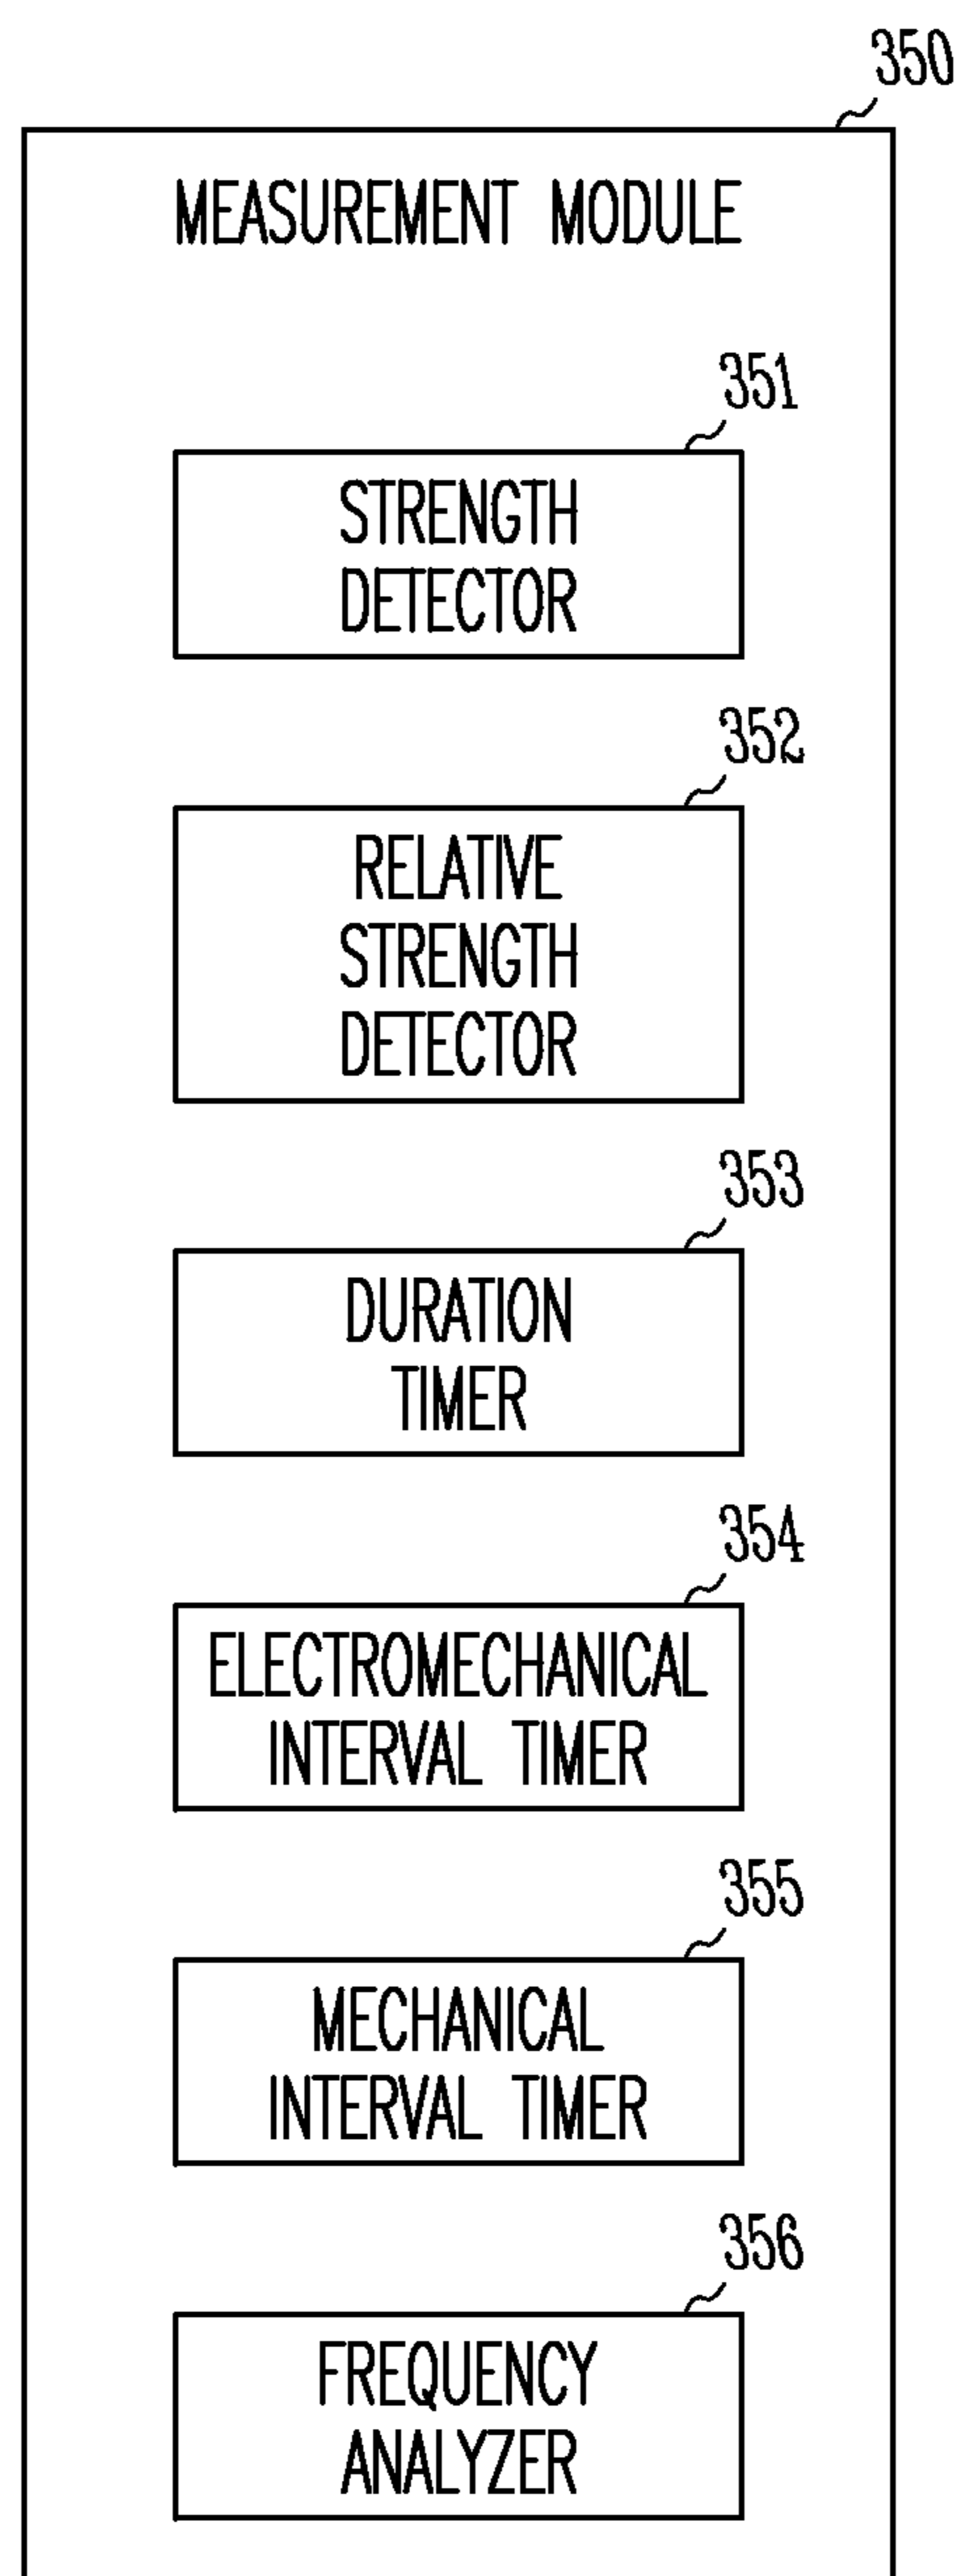 350
MEASUREMENT MODULE
351
STRENGTH
DETECTOR
352
RELATIVE
STRENGTH
DETECTOR
353
DURATION
TIMER
354
ELECTROMECHANICAL
INTERVAL TIMER
355
MECHANICAL
INTERVAL TIMER
356
FREQUENCY
ANALYZER